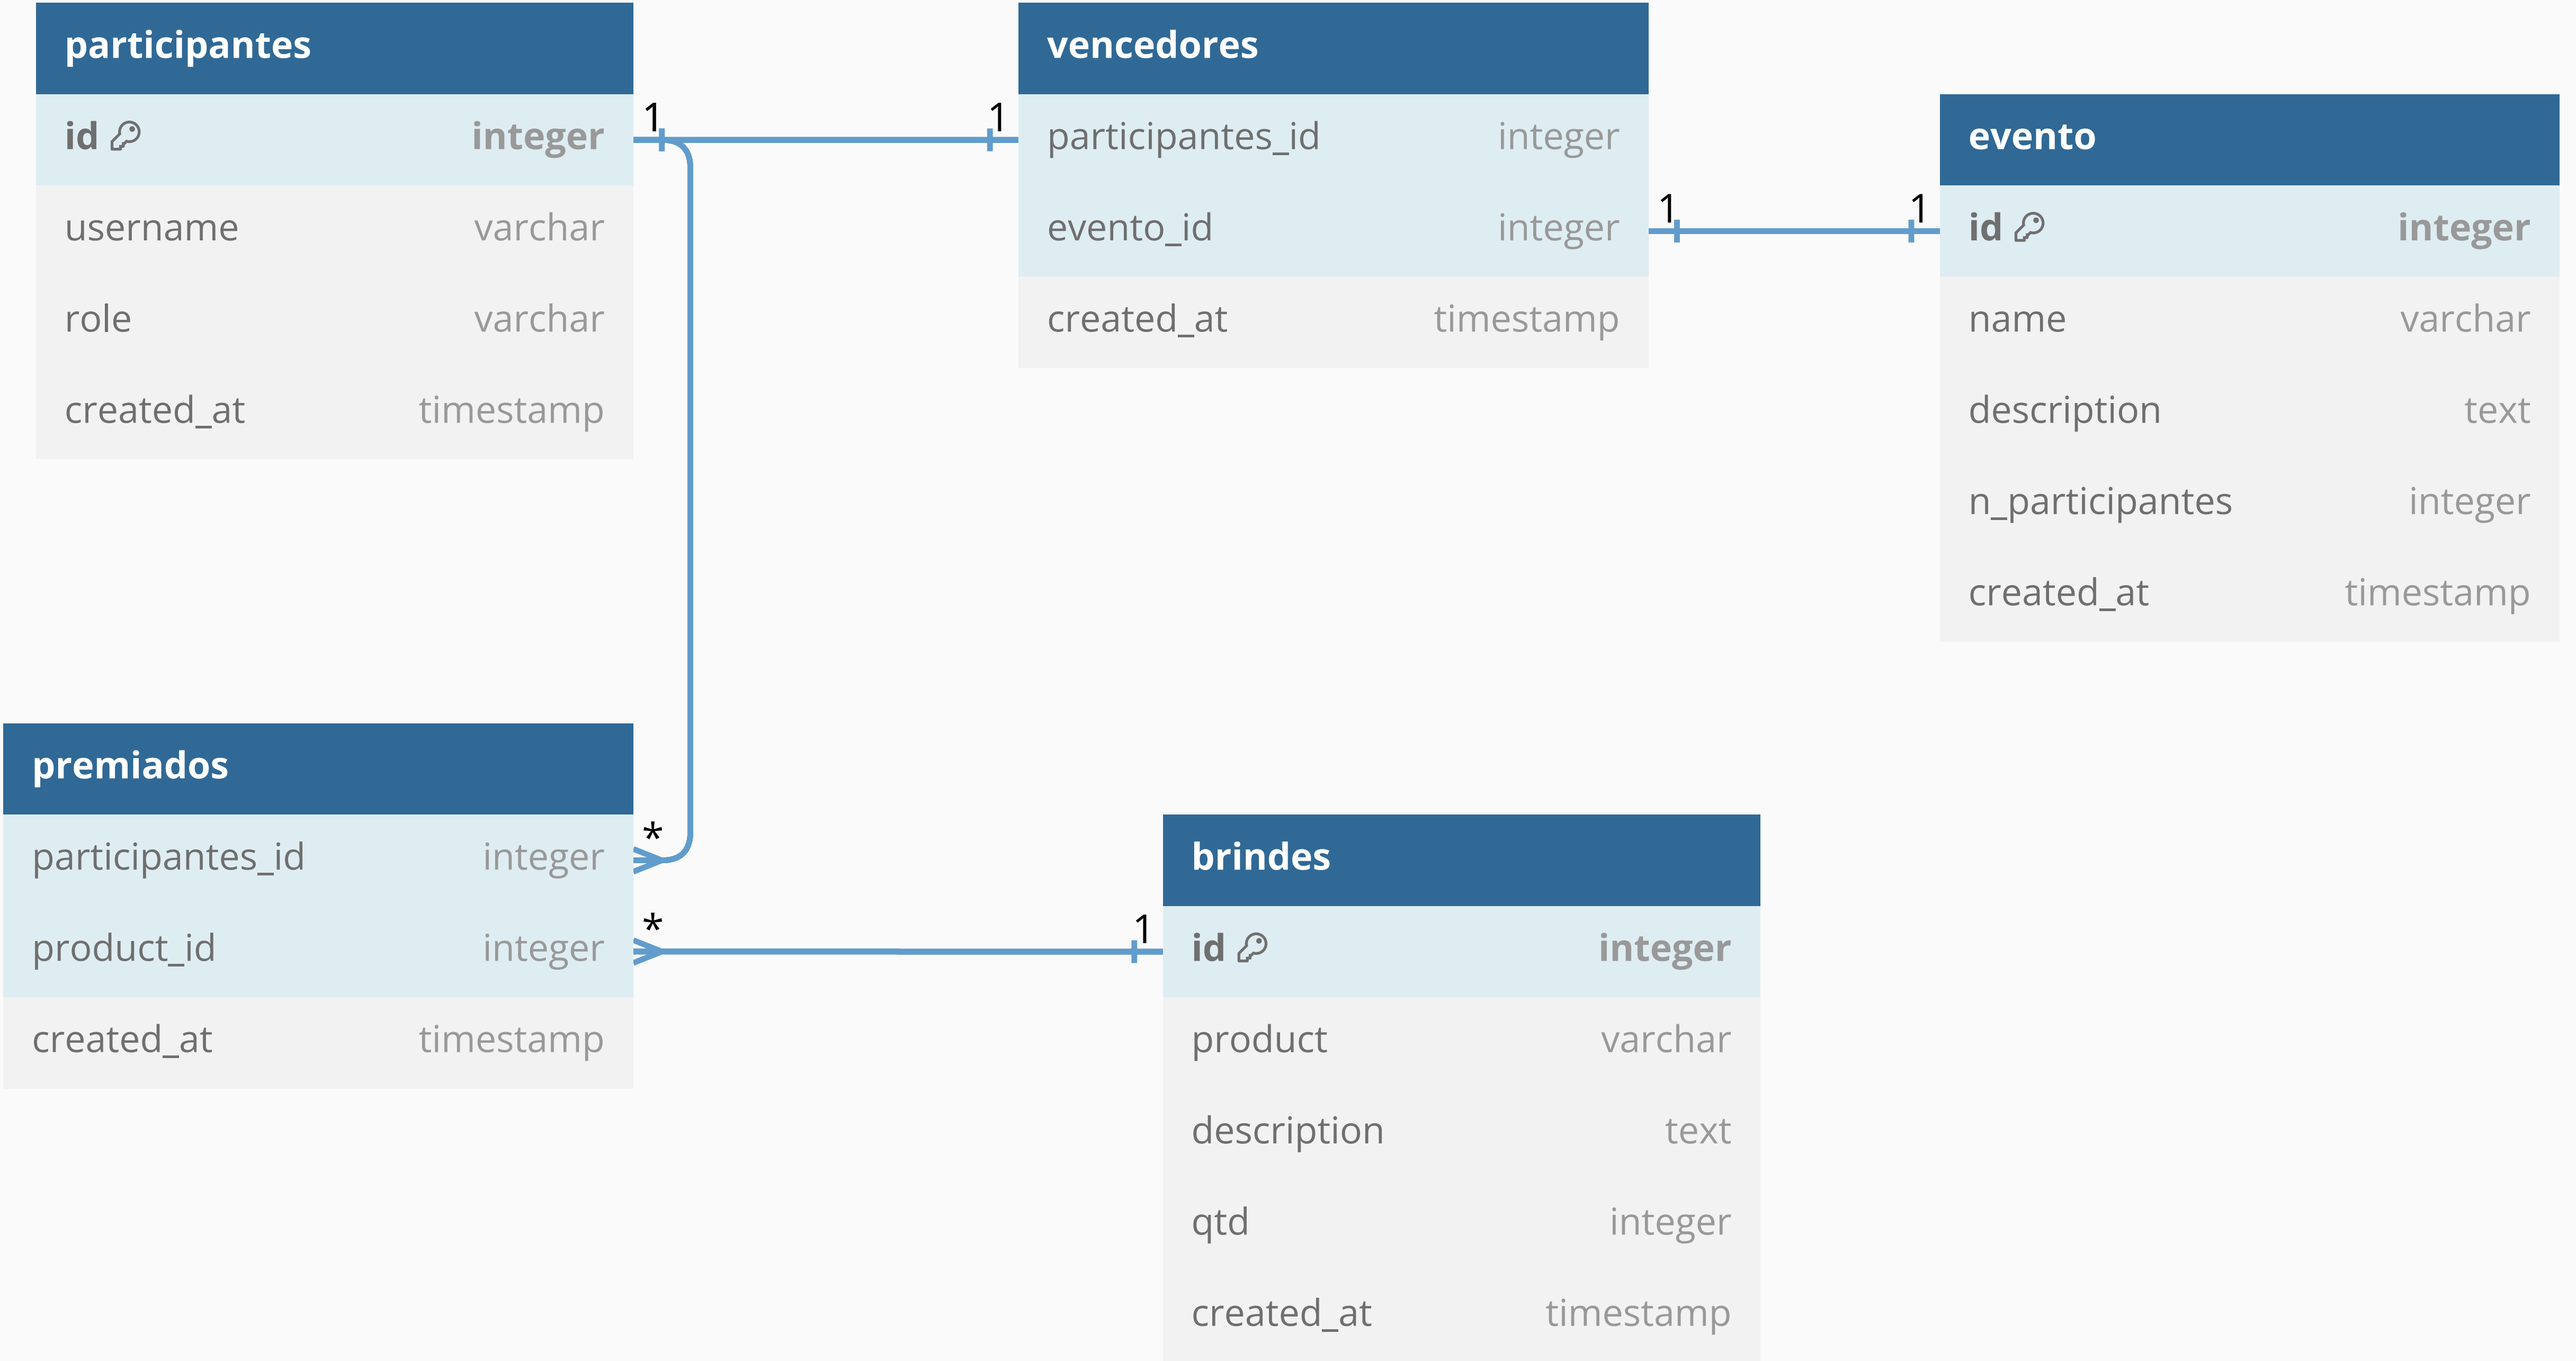 participantes
id integer
username varchar
role varchar
created_at timestamp
1 1
vencedores
participantes_id integer
evento_id integer
created_at timestamp
1 1
evento
id integer
name varchar
description text
n_participantes integer
created_at timestamp
premiados
participantes_id integer
product_id integer
created_at timestamp
*
* 1
brindes
id integer
product varchar
description text
qtd integer
created_at timestamp